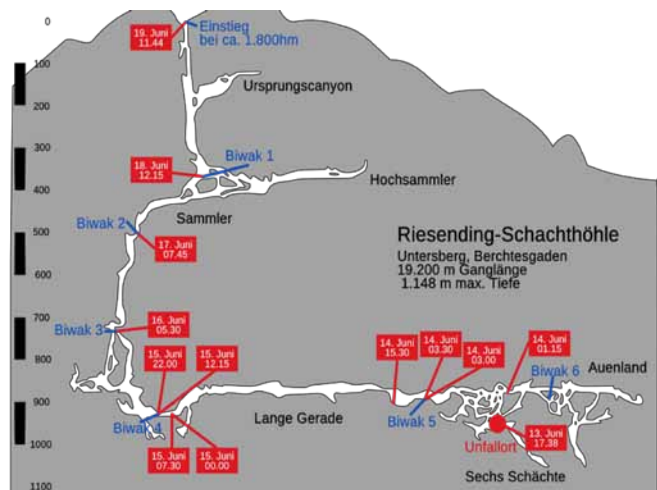 0
100
200
300
400
500
600
700
800
900
1000
1100
19. Juni
11.44
Einstieg
bei ca. 1.800hm
Ursprungscanyon
18. Juni
12.15
Biwak 1
Hochsammler
Sammler
Biwak 2
17. Juni
07.45
Riesending-Schachthöhle
Untersberg, Berchtesgaden
19.200 m Ganglänge
1.148 m max. Tiefe
16. Juni
05.30
Biwak 3
15. Juni
22.00
15. Juni
12.15
14. Juni
15.30
14. Juni
03.30
14. Juni
03.00
14. Juni
01.15
Biwak 6
Auenland
Biwak 4
Lange Gerade
Biwak 5
15. Juni
07.30
15. Juni
00.00
Unfallort
13. Juni
17.38
Sechs Schächte